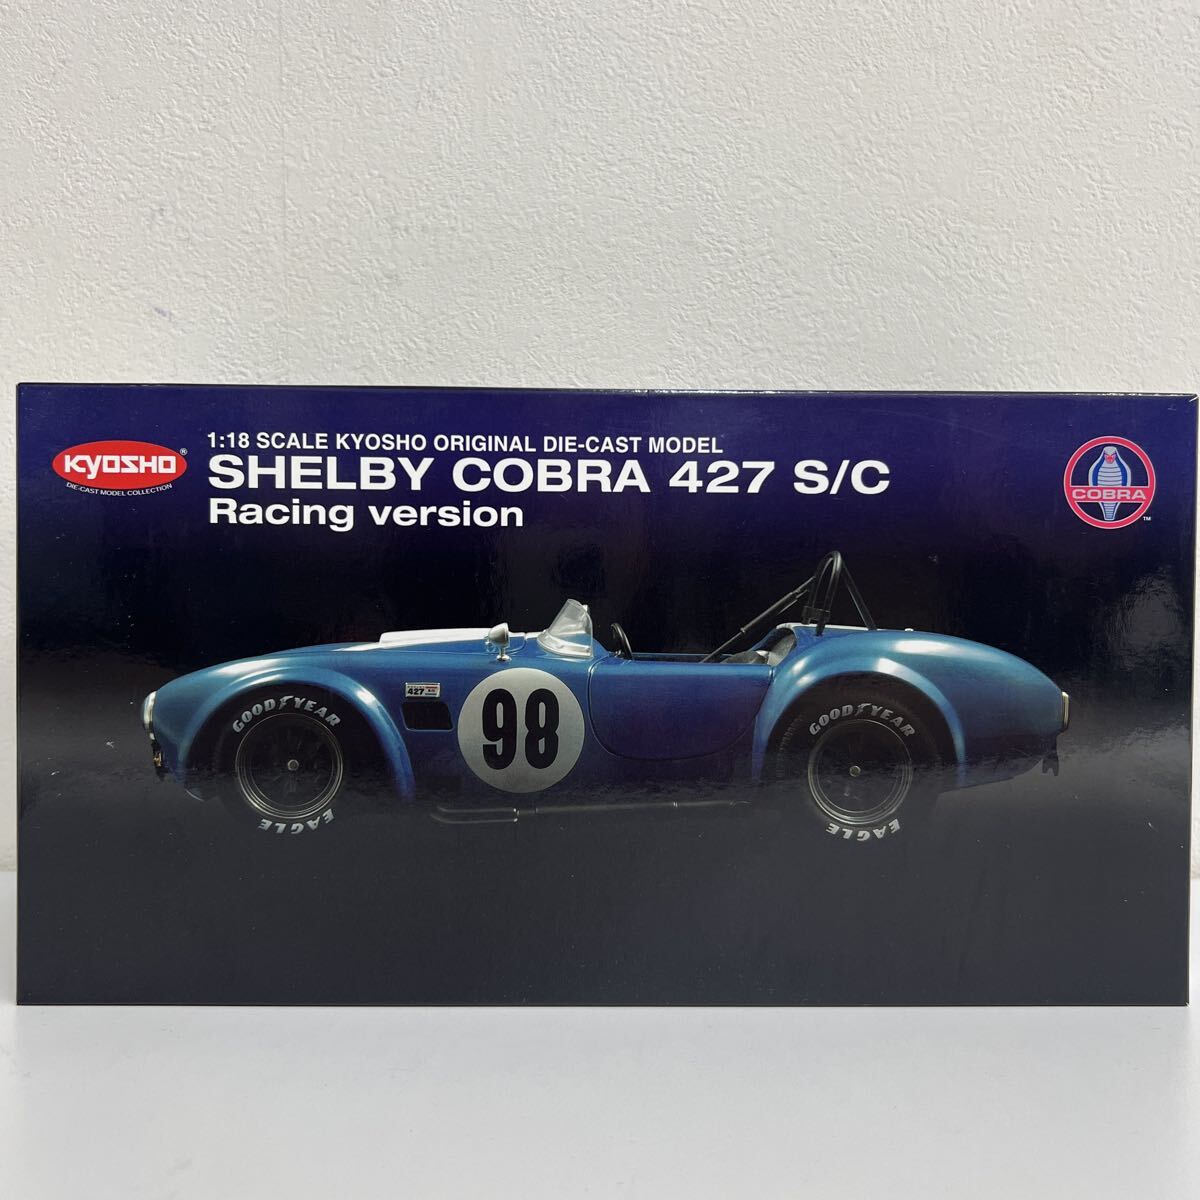 KYOSHO®
DIE-CAST MODEL COLLECTION
1:18 SCALE KYOSHO ORIGINAL DIE-CAST MODEL
SHELBY COBRA 427 S/C
Racing version
COBRA
™
427
98
GOODYEAR
EAGLE
GOODYEAR
EAGLE